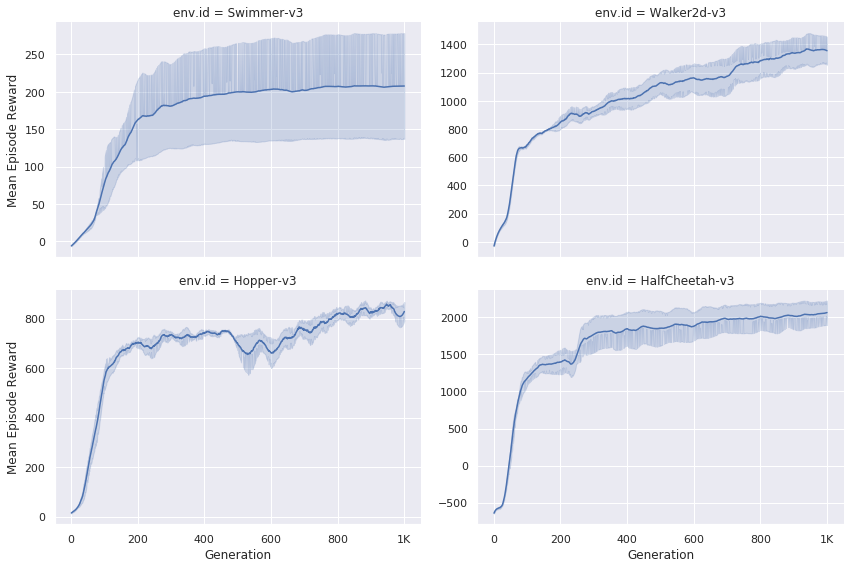 env.id = Swimmer-v3
Mean Episode Reward
250
200
150
100
50
0
env.id = Walker2d-v3
1400
1200
1000
800
600
400
200
0
env.id = Hopper-v3
Mean Episode Reward
800
600
400
200
0
0 200 400 600 800 1K
Generation
env.id = HalfCheetah-v3
2000
1500
1000
500
0
−500
0 200 400 600 800 1K
Generation